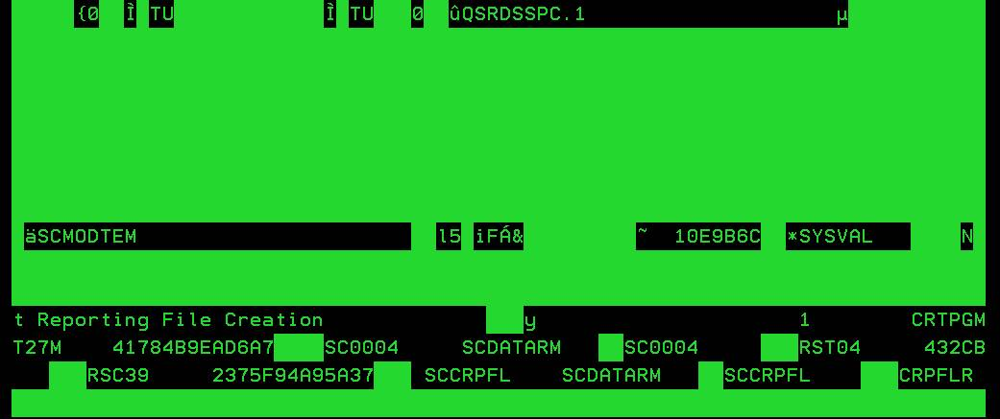 {0 Ì TU Ì TU 0 ûQSRDSSPC.1 µ
äSCMODTEM l5 iFÁ& ~ 10E9B6C *SYSVAL N
t Reporting File Creation y 1 CRTPGM
T27M 41784B9EAD6A7 SC0004 SCDATARM SC0004 RST04 432CB
RSC39 2375F94A95A37 SCCRPFL SCDATARM SCCRPFL CRPFLR